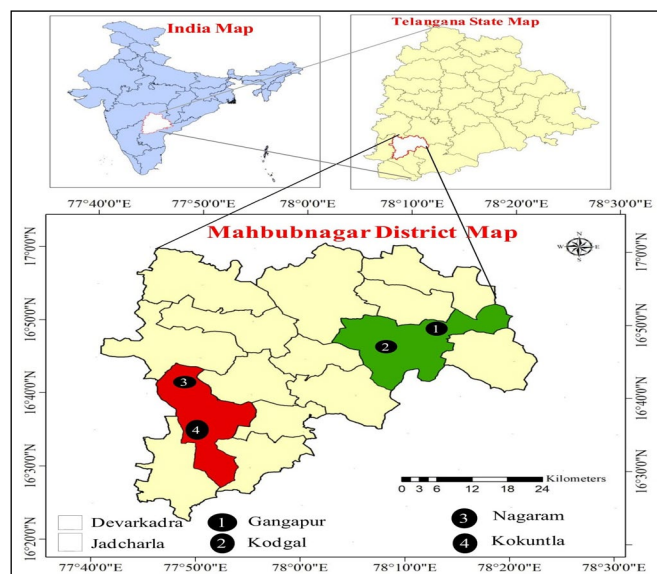 India Map
Telangana State Map
77°40'0"E 77°50'0"E 78°0'0"E 78°10'0"E 78°20'0"E 78°30'0"E
Mahbubnagar District Map
N
W E
S
17°0'0"N 17°0'0"N
16°50'0"N 16°50'0"N
1
2
16°40'0"N 16°40'0"N
3
4
16°30'0"N 16°30'0"N
Kilometers
0 3 6 12 18 24
Devarkadra 1 Gangapur 3 Nagaram
Jadcharla 2 Kodgal 4 Kokuntla
16°20'0"N 16°20'0"N
77°40'0"E 77°50'0"E 78°0'0"E 78°10'0"E 78°20'0"E 78°30'0"E